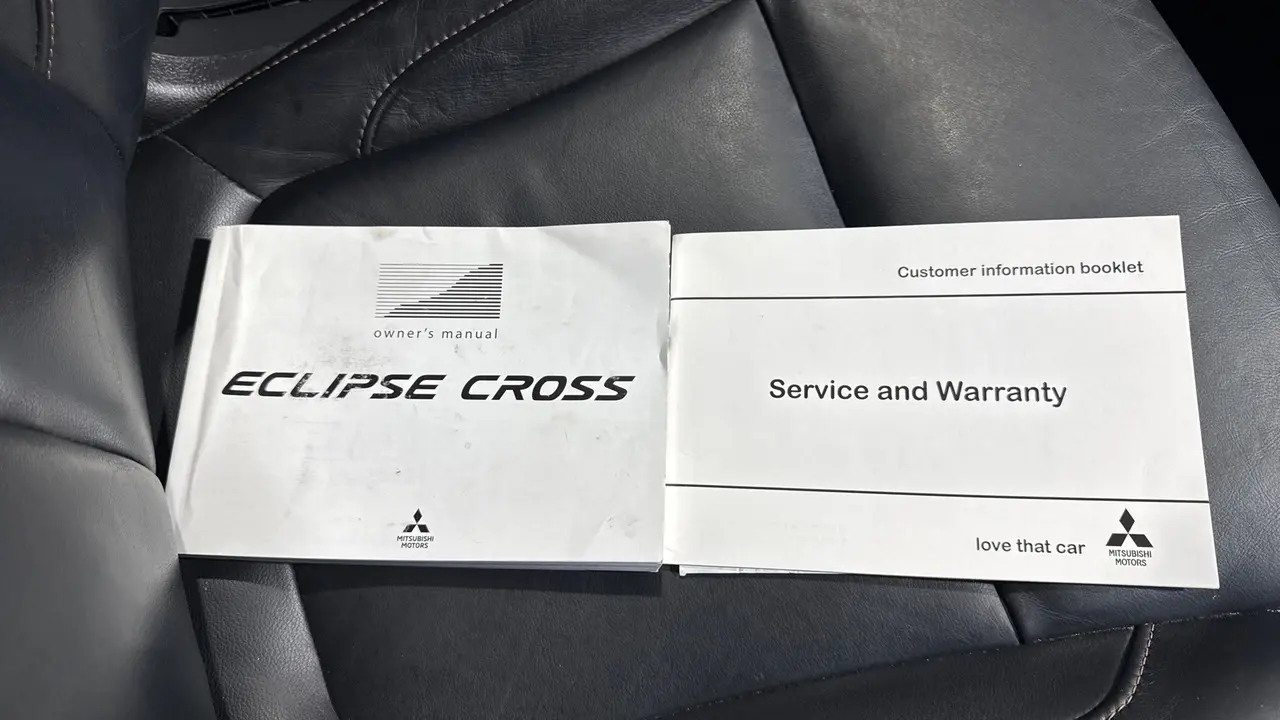 owner's manual
ECLIPSE CROSS
MITSUBISHI
MOTORS
Customer information booklet
Service and Warranty
love that car
MITSUBISHI
MOTORS